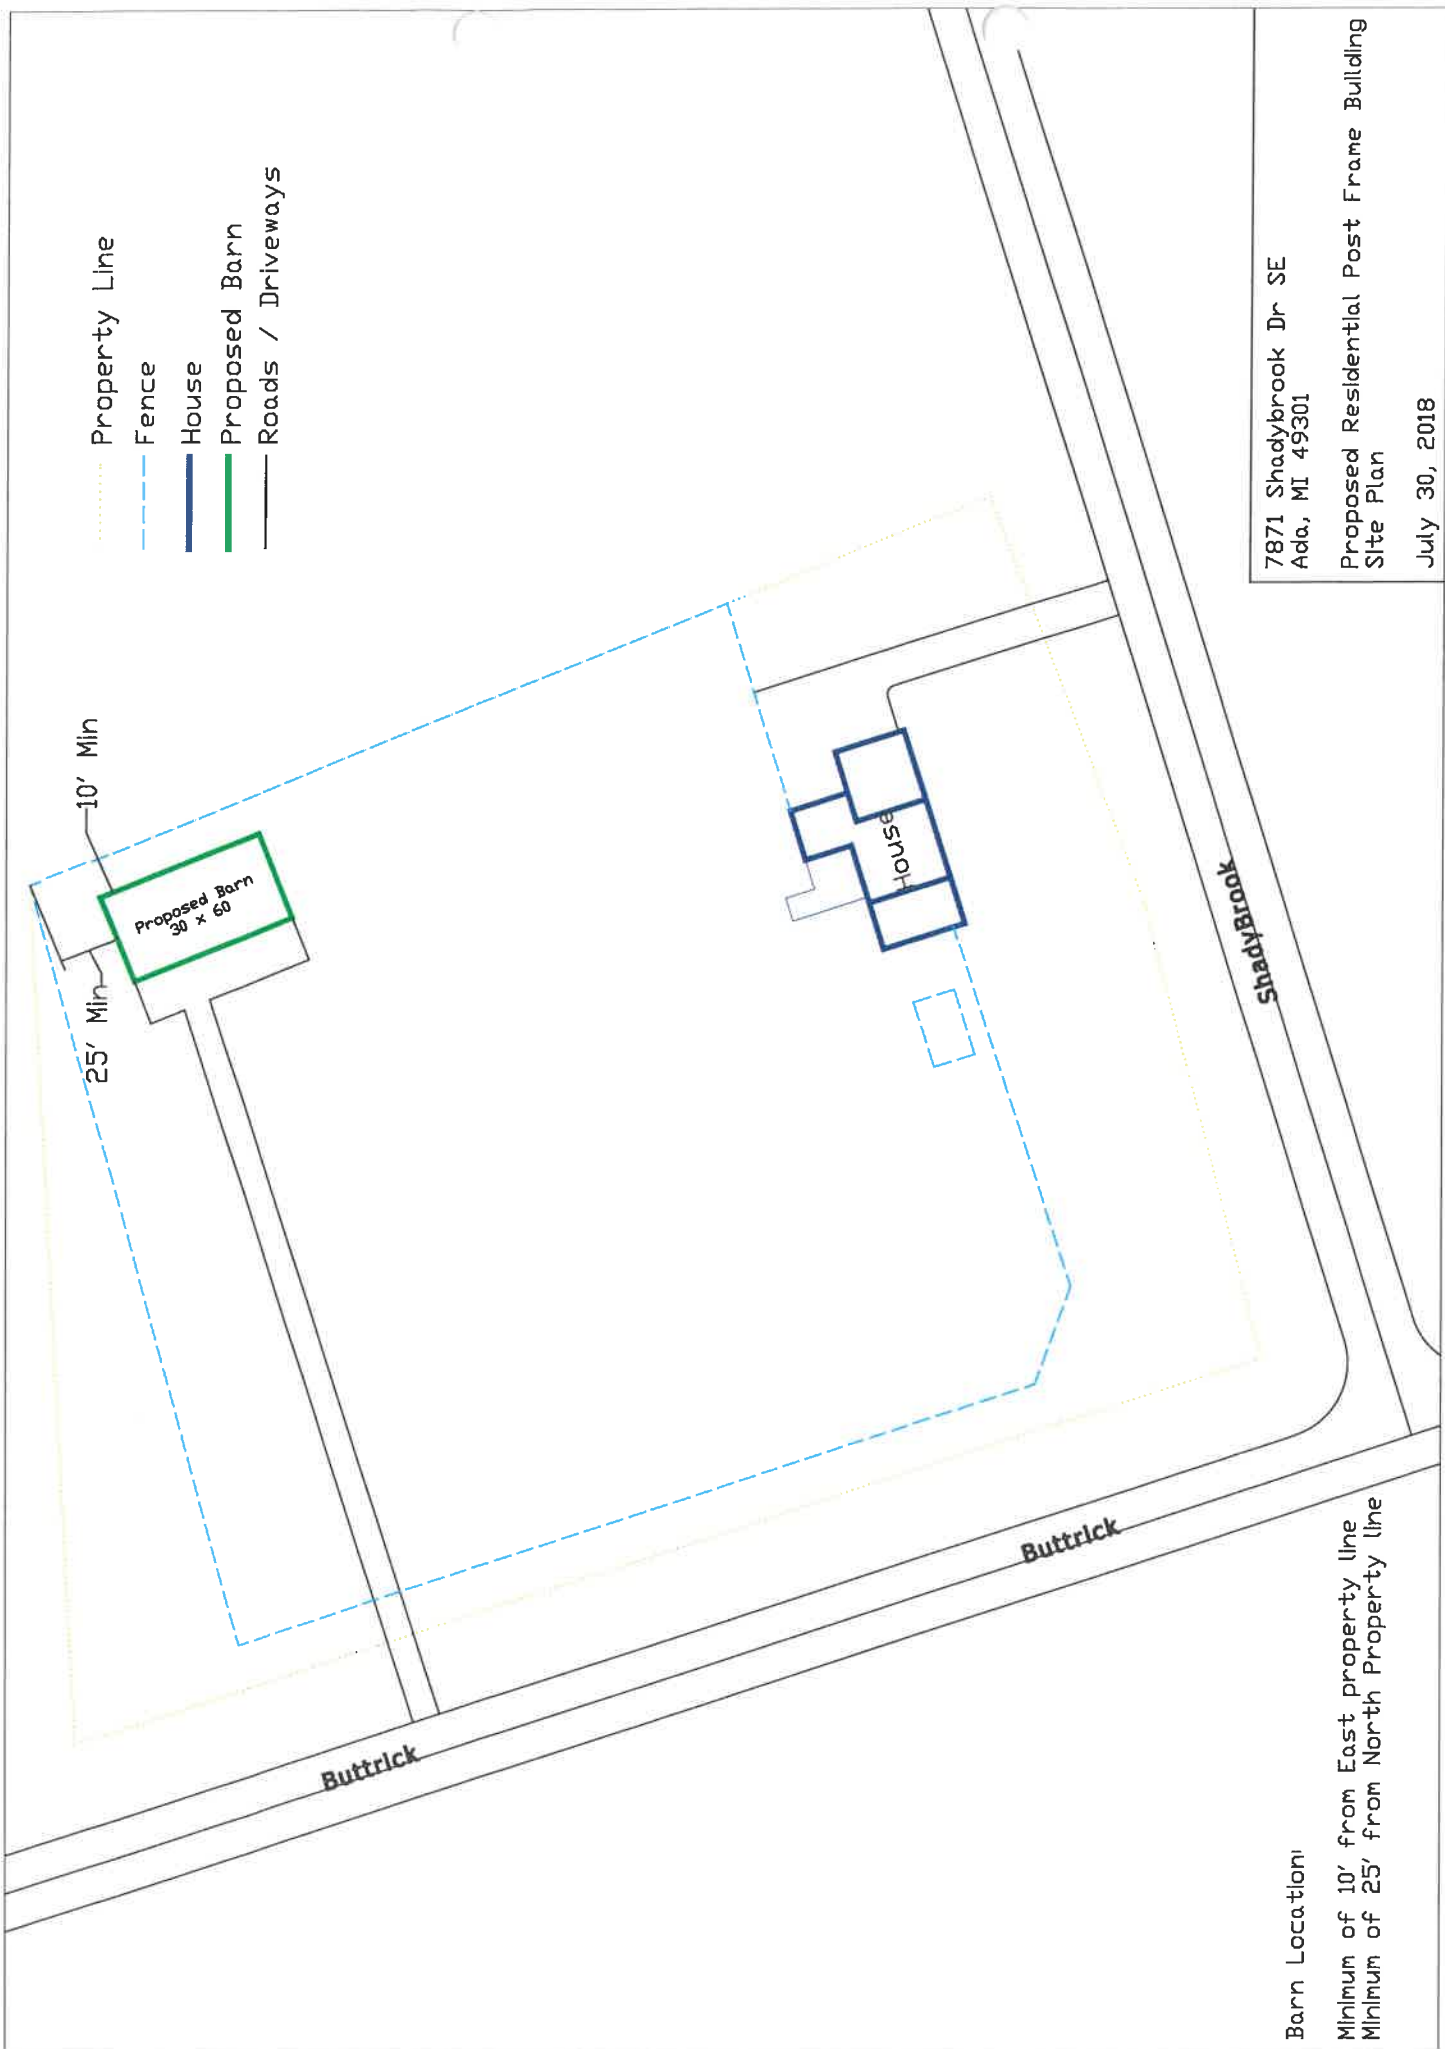 Property Line
Fence
House
Proposed Barn
Roads / Driveways
10' Min
25' Min
Proposed Barn
30 x 60
House
ShadyBrook
Buttrick
Buttrick
Barn Location:
Minimum of 10' from East property line
Minimum of 25' from North Property line
7871 Shadybrook Dr SE
Ada, MI 49301
Proposed Residential Post Frame Building
Site Plan
July 30, 2018